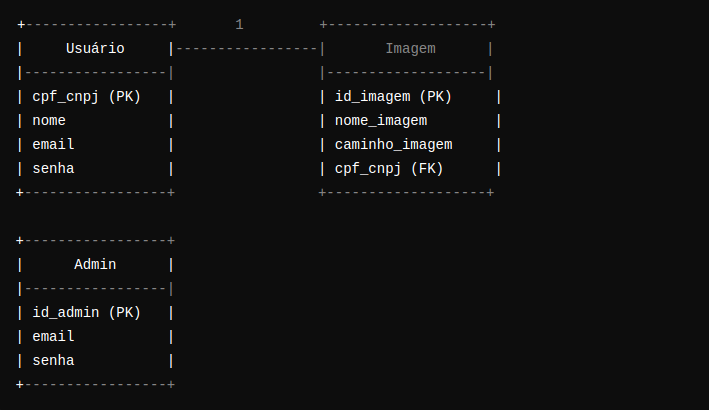 +-----------------+       1         +-------------------+
|     Usuário     |-----------------|       Imagem      |
|-----------------|                 |-------------------|
| cpf_cnpj (PK)   |                 | id_imagem (PK)     |
| nome            |                 | nome_imagem        |
| email           |                 | caminho_imagem     |
| senha           |                 | cpf_cnpj (FK)      |
+-----------------+                 +-------------------+
+-----------------+
|      Admin      |
|-----------------|
| id_admin (PK)   |
| email           |
| senha           |
+-----------------+